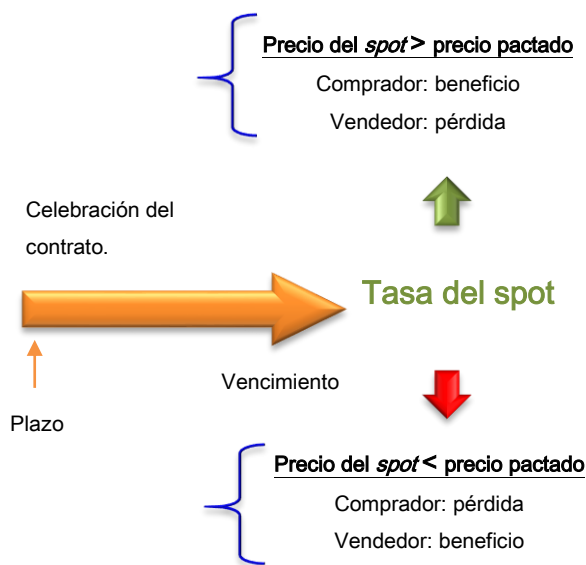 Precio del spot > precio pactado
Comprador: beneficio
Vendedor: pérdida
Celebración del
contrato.
Tasa del spot
Vencimiento
Plazo
Precio del spot < precio pactado
Comprador: pérdida
Vendedor: beneficio